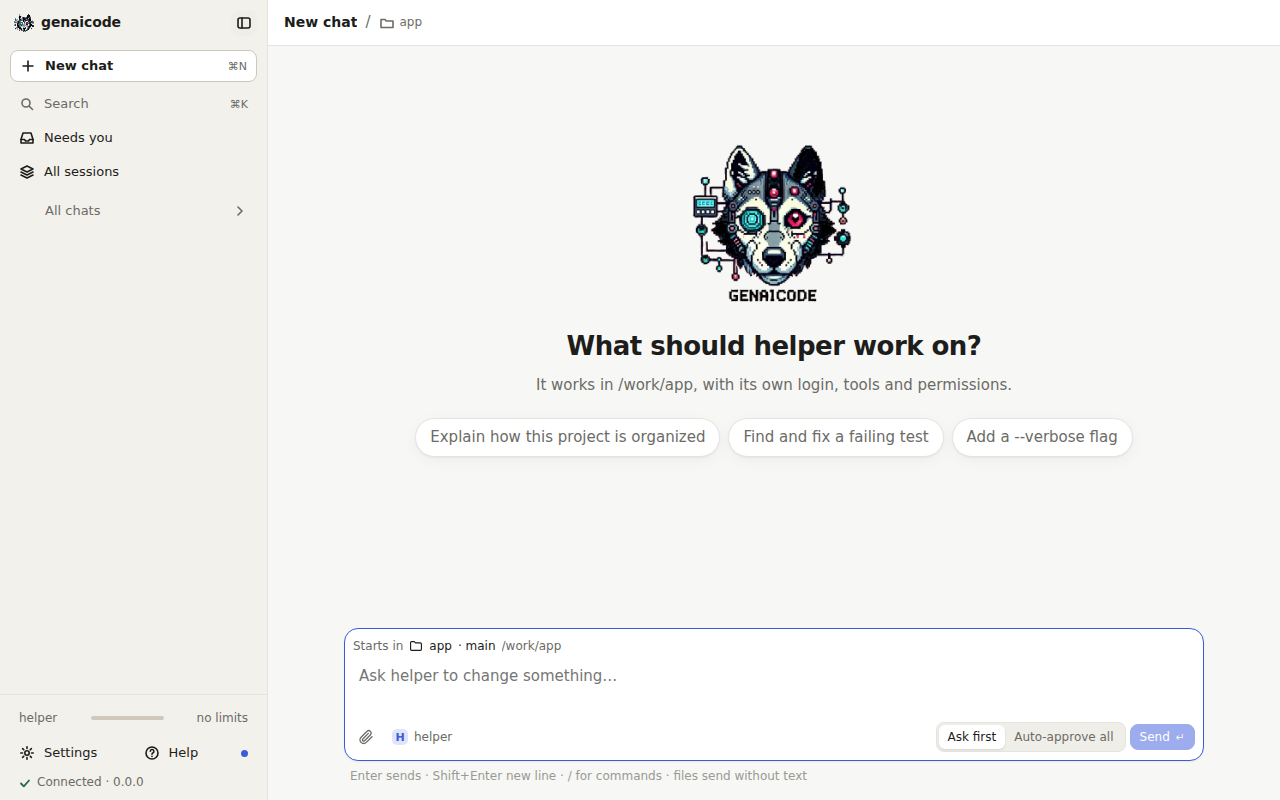 genaicode
New chat ⌘N
Search ⌘K
Needs you
All sessions
All chats
helper no limits
Settings Help
Connected · 0.0.0
New chat / app
GENAICODE
What should helper work on?
It works in /work/app, with its own login, tools and permissions.
Explain how this project is organized
Find and fix a failing test
Add a --verbose flag
Starts in app · main /work/app
Ask helper to change something...
H helper Ask first Auto-approve all Send ↵
Enter sends · Shift+Enter new line · / for commands · files send without text